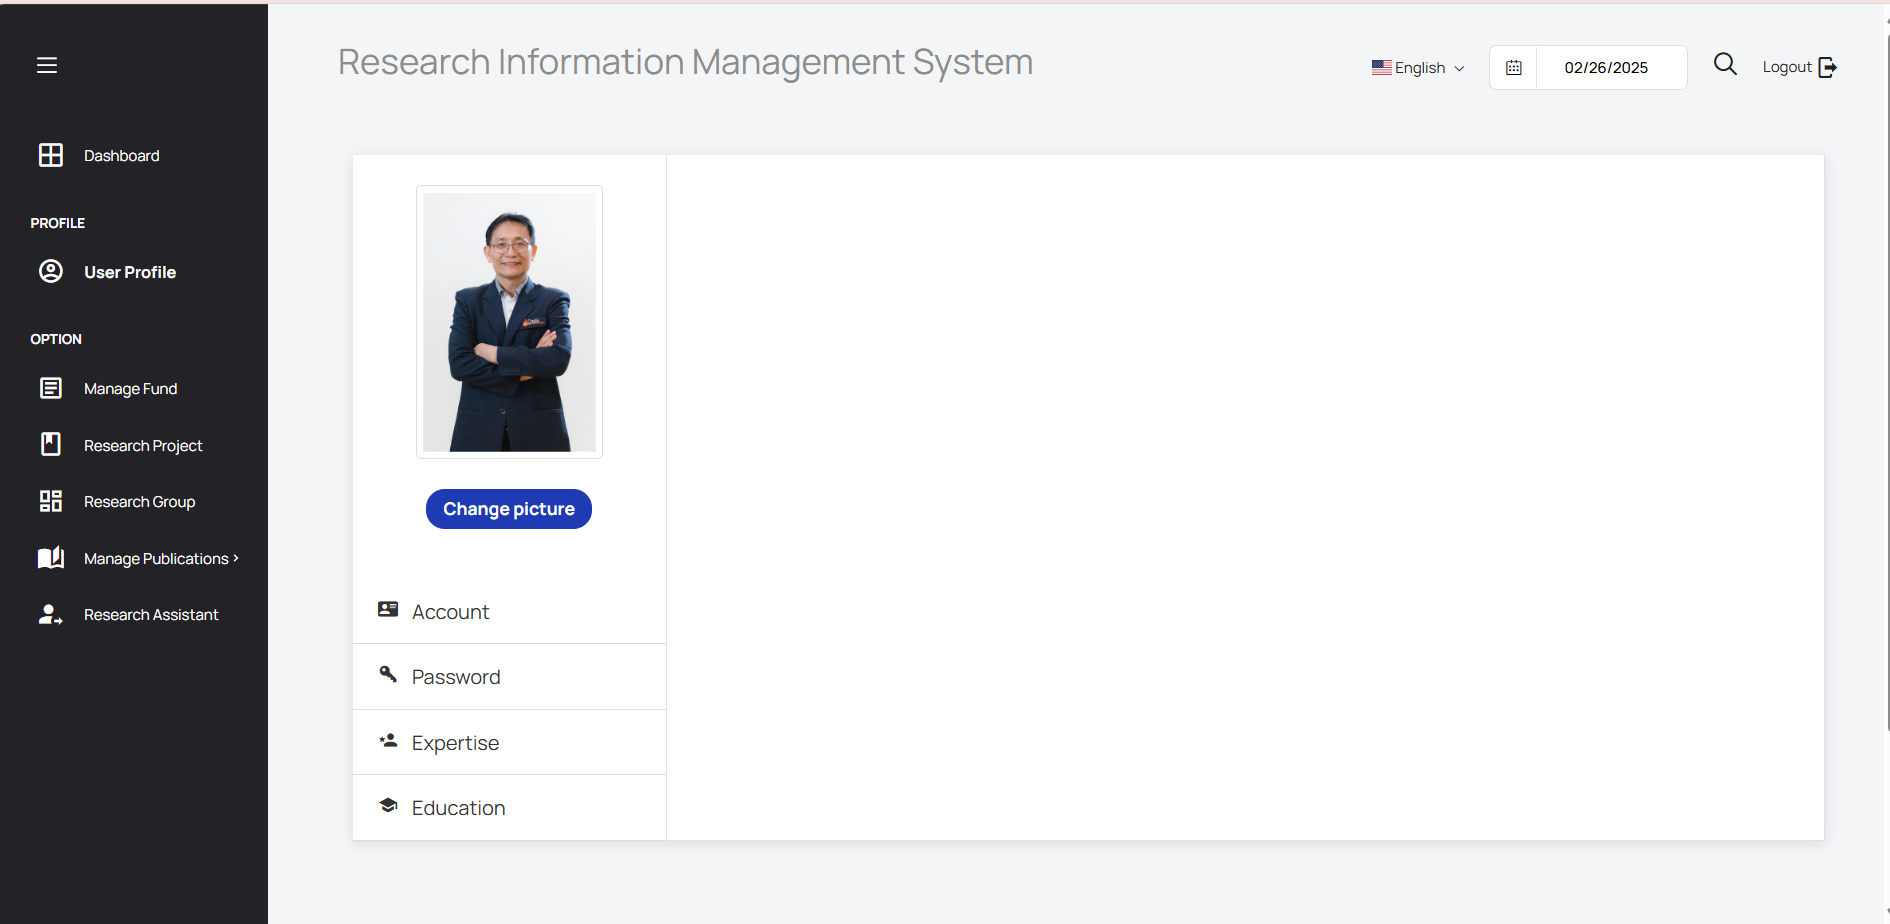 Research Information Management System
English
02/26/2025
Logout
Dashboard
PROFILE
User Profile
OPTION
Manage Fund
Research Project
Research Group
Manage Publications
Research Assistant
Change picture
Account
Password
Expertise
Education